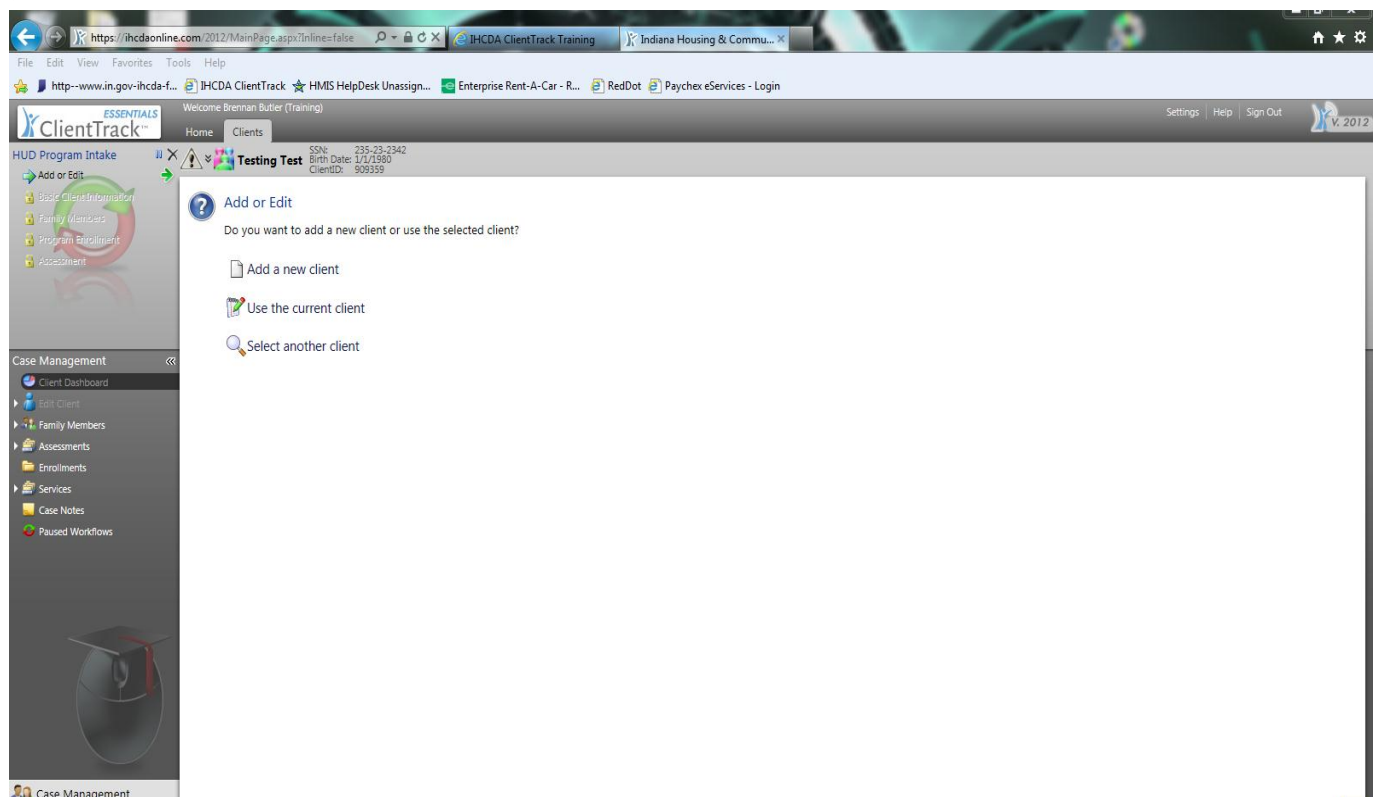 https://ihcdaonline.com/2012/MainPage.aspx?Inline=false
IHCDA ClientTrack Training
Indiana Housing & Commu...
File Edit View Favorites Tools Help
http--www.in.gov-ihcda-f... IHCDA ClientTrack HMIS HelpDesk Unassign... Enterprise Rent-A-Car - R... RedDot Paychex eServices - Login
ESSENTIALS
ClientTrack™
Welcome Brennan Butler (Training)
Settings | Help | Sign Out
V. 2012
Home Clients
HUD Program Intake
Add or Edit
Basic Client Information
Family Members
Program Enrollment
Assessment
Testing Test
SSN: 235-23-2342
Birth Date: 1/1/1980
ClientID: 909359
Add or Edit
Do you want to add a new client or use the selected client?
Add a new client
Use the current client
Select another client
Case Management
Client Dashboard
Edit Client
Family Members
Assessments
Enrollments
Services
Case Notes
Paused Workflows
Case Management